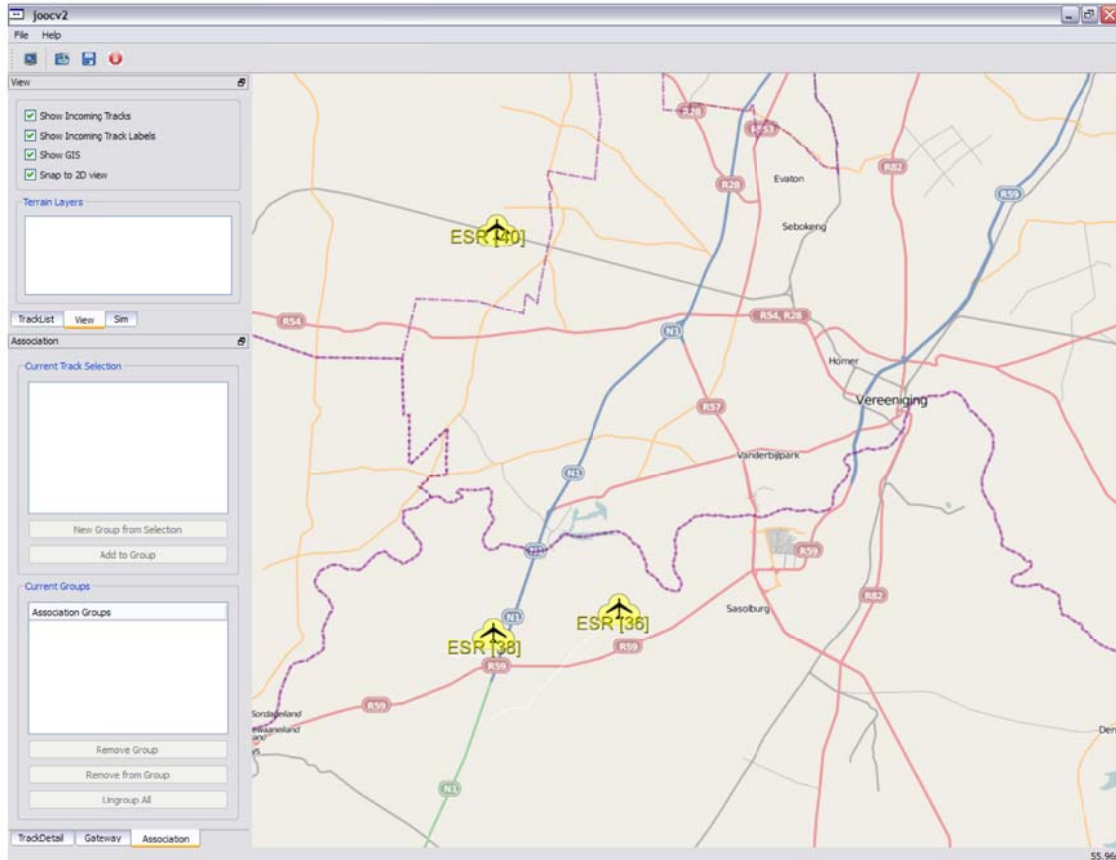 joocv2
File Help
View
Show Incoming Tracks
Show Incoming Track Labels
Show GIS
Snap to 2D view
Terrain Layers
TrackList View Sim
Association
Current Track Selection
New Group from Selection
Add to Group
Current Groups
Association Groups
Remove Group
Remove from Group
Ungroup All
TrackDetail Gateway Association
R28
R553
R82
Evaton
R28
R59
Sebokeng
ESR [40]
R54
R54, R28
N1
Homer
Vereeniging
R57
Vanderbijlpark
N1
N1
R59
R82
Sasolburg
N1
ESR [36]
ESR [38]
R59
R59
R59
Den
N1
55.96